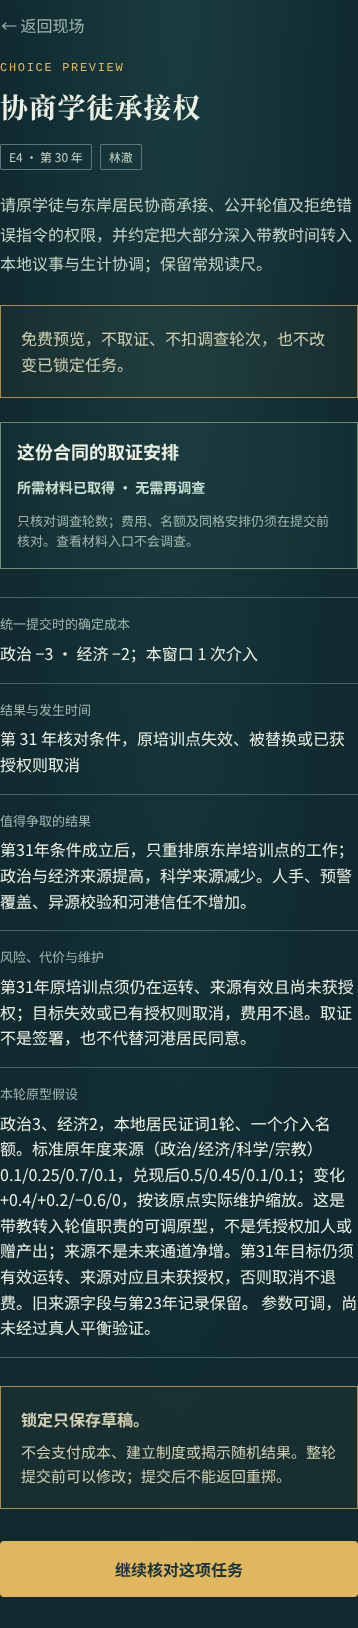 ← 返回现场
CHOICE PREVIEW
协商学徒承接权
E4 · 第 30 年
林澈
请原学徒与东岸居民协商承接、公开轮值及拒绝错
误指令的权限，并约定把大部分深入带教时间转入
本地议事与生计协调；保留常规读尺。
免费预览，不取证、不扣调查轮次，也不改
变已锁定任务。
这份合同的取证安排
所需材料已取得 · 无需再调查
只核对调查轮数；费用、名额及同格安排仍须在提交前
核对。查看材料入口不会调查。
统一提交时的确定成本
政治 −3 · 经济 −2；本窗口 1 次介入
结果与发生时间
第 31 年核对条件，原培训点失效、被替换或已获
授权则取消
值得争取的结果
第31年条件成立后，只重排原东岸培训点的工作；
政治与经济来源提高，科学来源减少。人手、预警
覆盖、异源校验和河港信任不增加。
风险、代价与维护
第31年原培训点须仍在运转、来源有效且尚未获授
权；目标失效或已有授权则取消，费用不退。取证
不是签署，也不代替河港居民同意。
本轮原型假设
政治3、经济2，本地居民证词1轮、一个介入名
额。标准原年度来源（政治/经济/科学/宗教）
0.1/0.25/0.7/0.1，兑现后0.5/0.45/0.1/0.1；变化
+0.4/+0.2/−0.6/0，按该原点实际维护缩放。这是
带教转入轮值职责的可调原型，不是凭授权加人或
赠产出；来源不是未来通道净增。第31年目标仍须
有效运转、来源对应且未获授权，否则取消不退
费。旧来源字段与第23年记录保留。 参数可调，尚
未经过真人平衡验证。
锁定只保存草稿。
不会支付成本、建立制度或揭示随机结果。整轮
提交前可以修改；提交后不能返回重掷。
继续核对这项任务